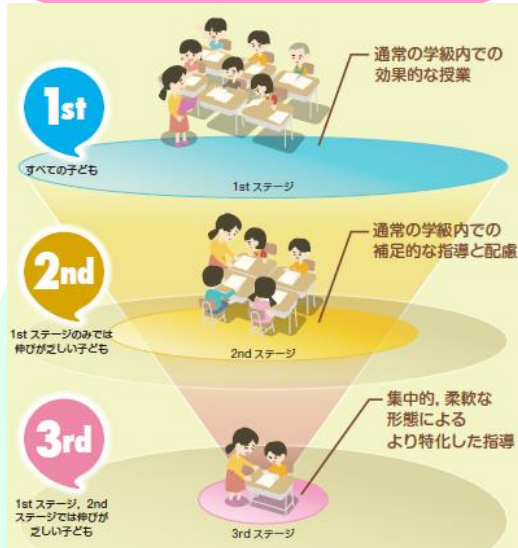 通常の学級内での
効果的な授業
1st
すべての子ども
1st ステージ
通常の学級内での
補足的な指導と配慮
2nd
1st ステージのみでは
伸びが乏しい子ども
2nd ステージ
集中的，柔軟な
形態による
より特化した指導
3rd
1st ステージ，2nd
ステージでは伸びが
乏しい子ども
3rd ステージ